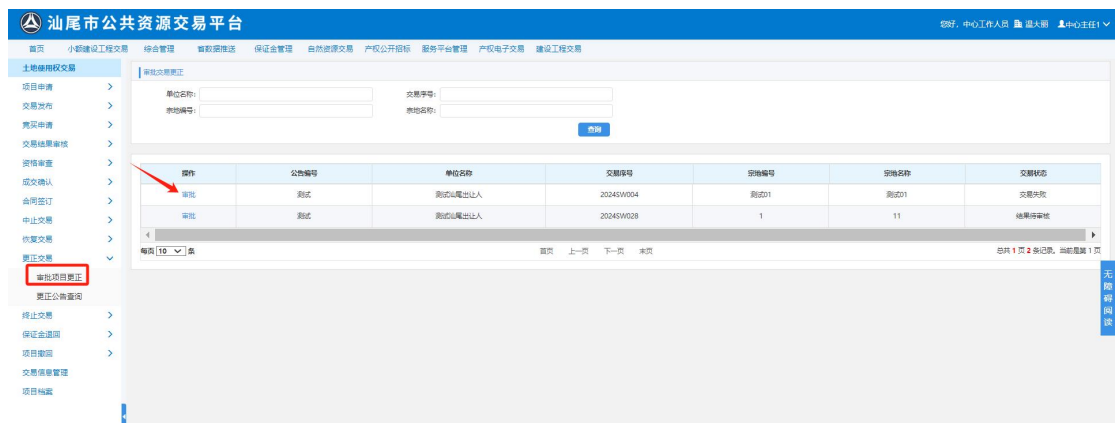 汕尾市公共资源交易平台
您好，中心工作人员 温大丽 中心主任1
首页 小额建设工程交易 综合管理 省数据推送 保证金管理 自然资源交易 产权公开招标 服务平台管理 产权电子交易 建设工程交易
土地使用权交易
项目申请
交易发布
竞买申请
交易结果审核
资格审查
成交确认
合同签订
中止交易
恢复交易
更正交易
审批项目更正
更正公告查询
终止交易
保证金退回
项目撤回
交易信息管理
项目档案
审批交易更正
单位名称: 交易序号:
宗地编号: 宗地名称:
查询
操作 公告编号 单位名称 交易序号 宗地编号 宗地名称 交易状态
审批 测试 测试汕尾出让人 2024SW004 测试01 测试01 交易失败
审批 测试 测试汕尾出让人 2024SW028 1 11 结果待审核
每页 10 条 首页 上一页 下一页 末页 总共 1 页 2 条记录，当前是第 1 页
无障碍阅读